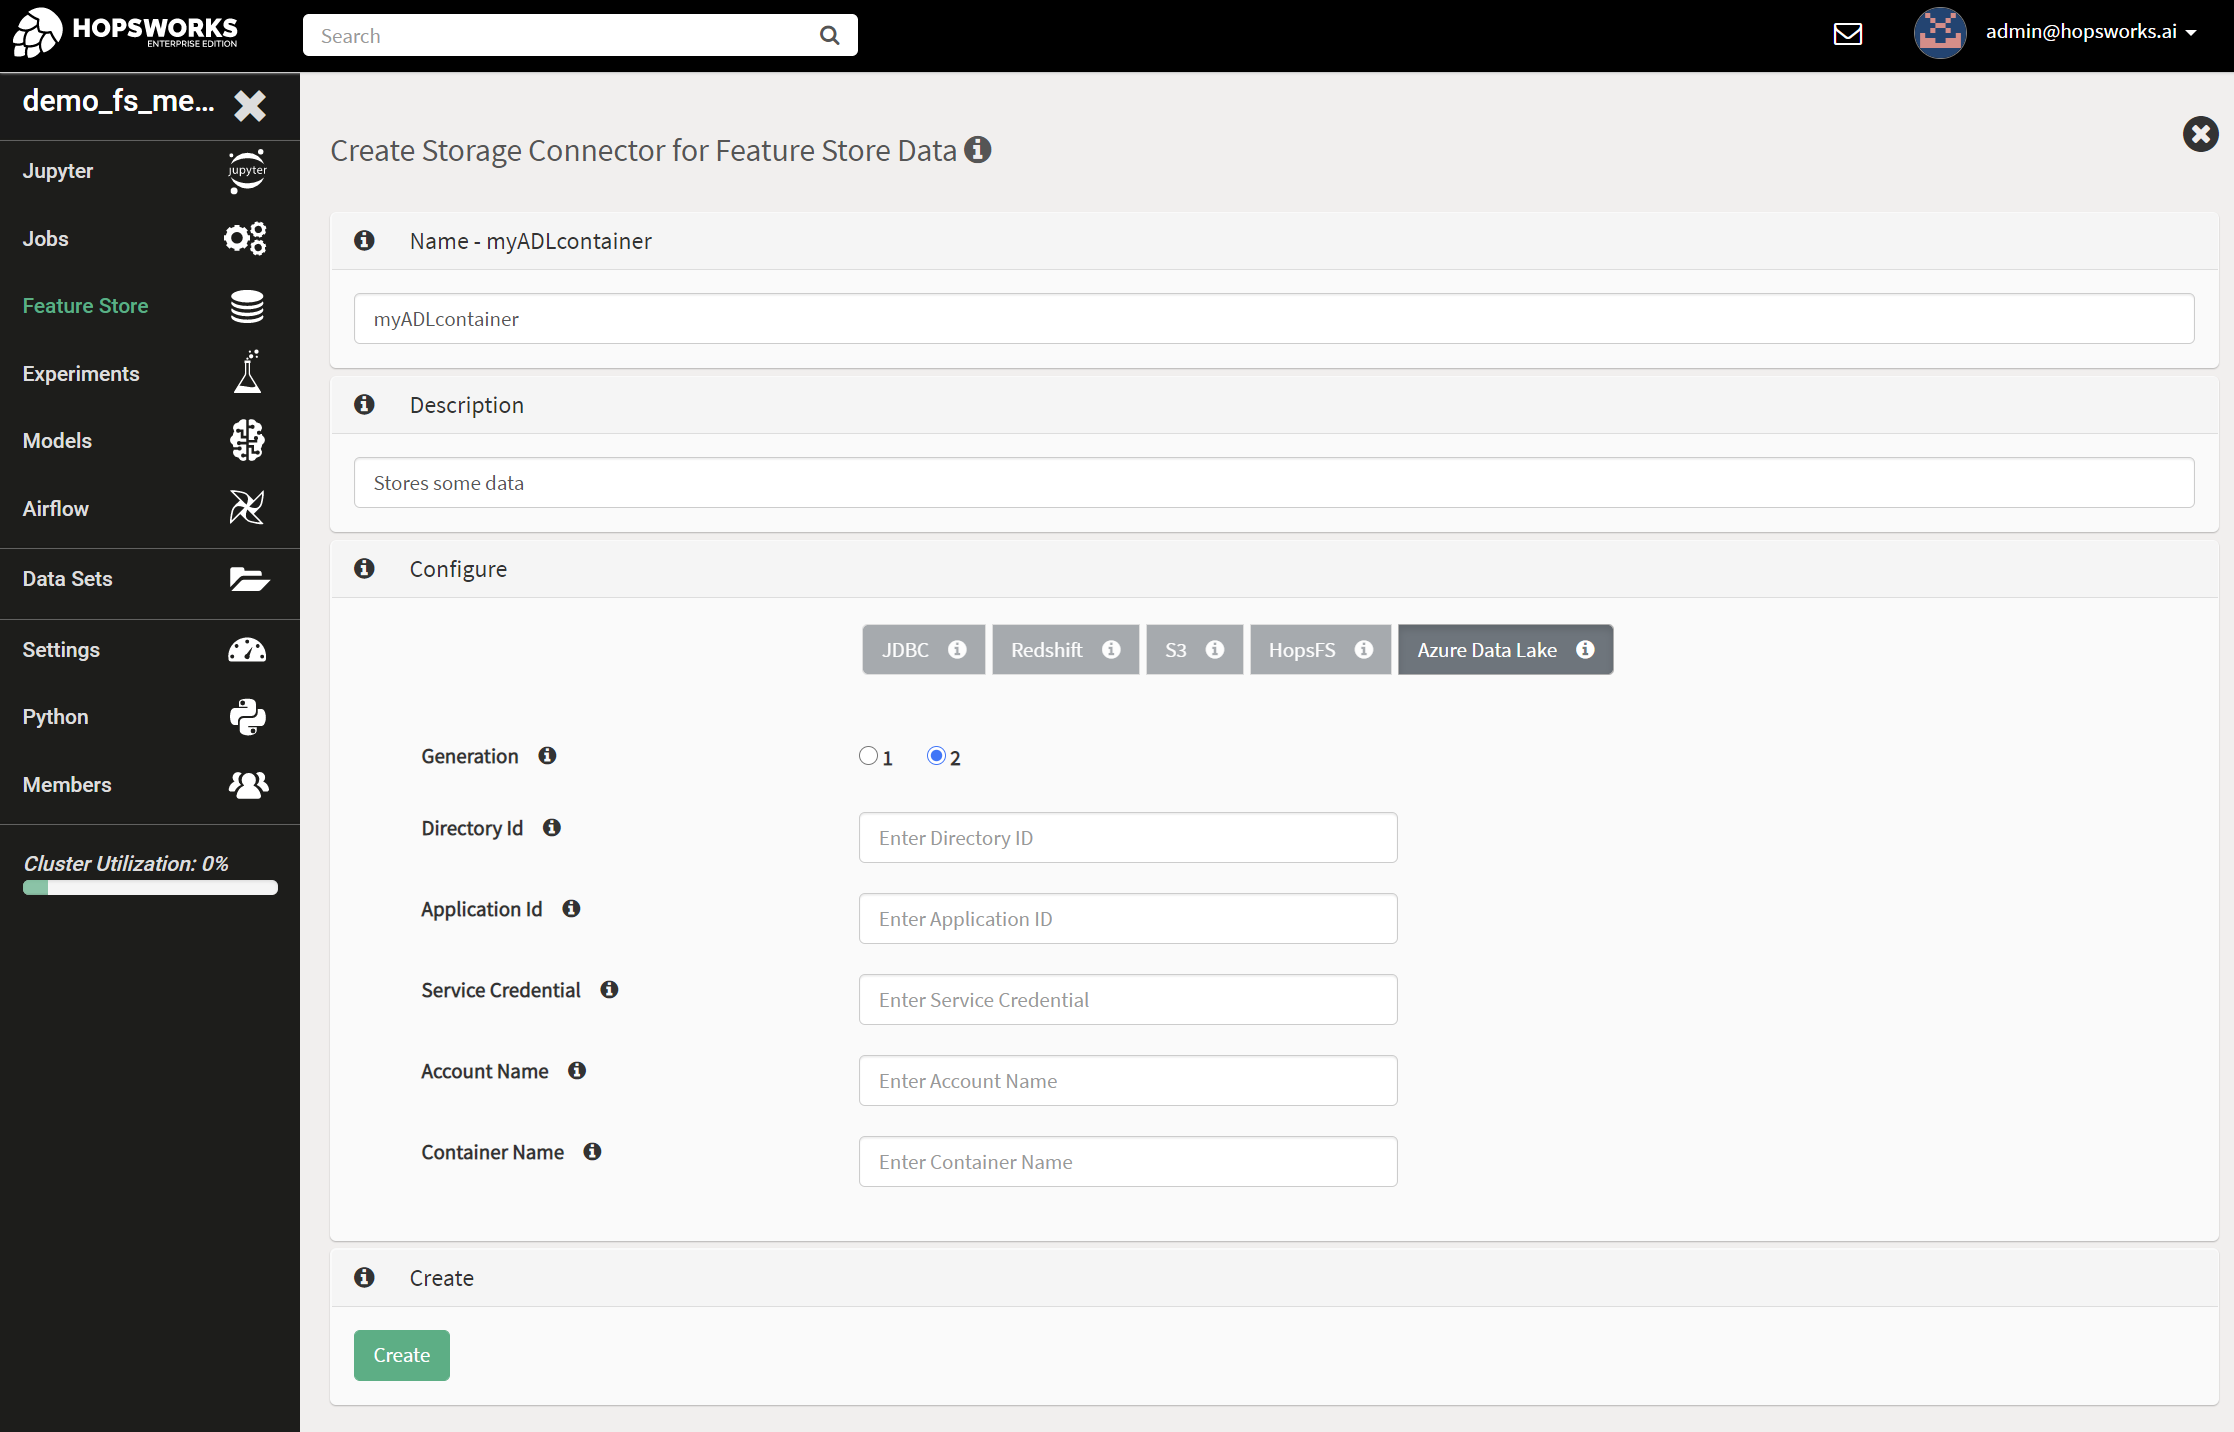 HOPSWORKS
ENTERPRISE EDITION
Search
admin@hopsworks.ai
demo_fs_me...
Jupyter
jupyter
Jobs
Feature Store
Experiments
Models
Airflow
Data Sets
Settings
Python
Members
Cluster Utilization: 0%
Create Storage Connector for Feature Store Data
Name - myADLcontainer
myADLcontainer
Description
Stores some data
Configure
JDBC Redshift S3 HopsFS Azure Data Lake
Generation 1 2
Directory Id Enter Directory ID
Application Id Enter Application ID
Service Credential Enter Service Credential
Account Name Enter Account Name
Container Name Enter Container Name
Create
Create